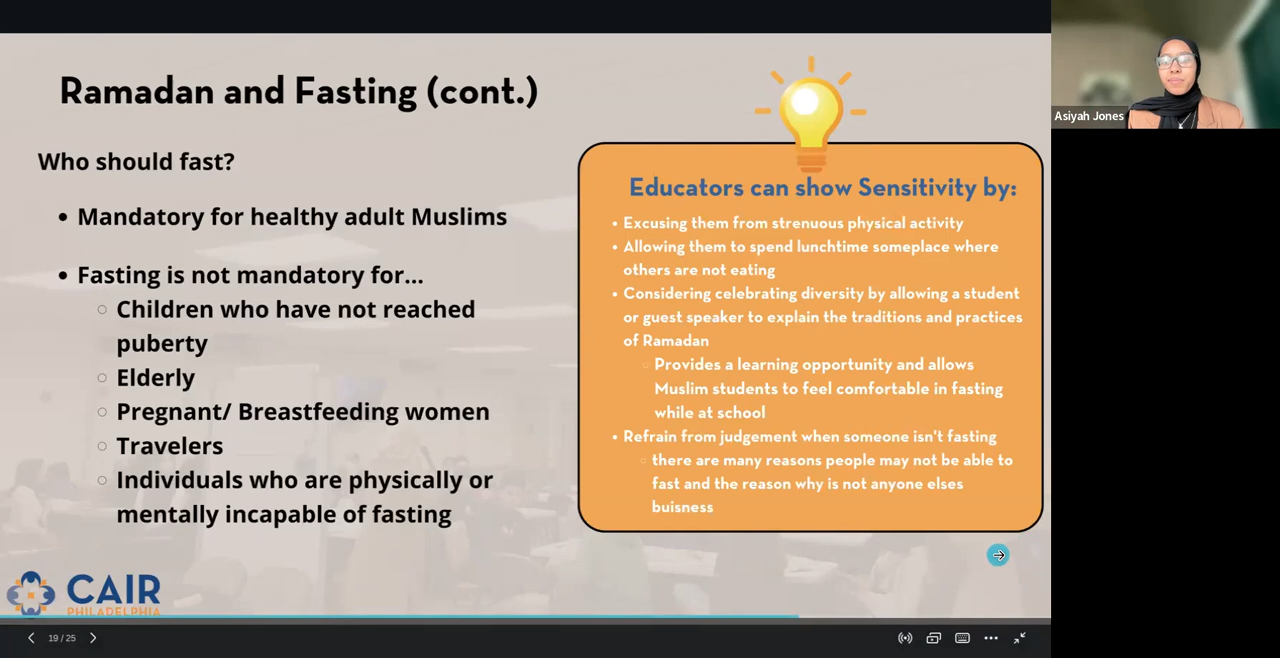 Ramadan and Fasting (cont.)
Who should fast?
• Mandatory for healthy adult Muslims
• Fasting is not mandatory for...
○ Children who have not reached
puberty
○ Elderly
○ Pregnant/ Breastfeeding women
○ Travelers
○ Individuals who are physically or
mentally incapable of fasting
Educators can show Sensitivity by:
• Excusing them from strenuous physical activity
• Allowing them to spend lunchtime someplace where
others are not eating
• Considering celebrating diversity by allowing a student
or guest speaker to explain the traditions and practices
of Ramadan
○ Provides a learning opportunity and allows
Muslim students to feel comfortable in fasting
while at school
• Refrain from judgement when someone isn't fasting
○ there are many reasons people may not be able to
fast and the reason why is not anyone elses
buisness
CAIR
PHILADELPHIA
19 / 25
Asiyah Jones